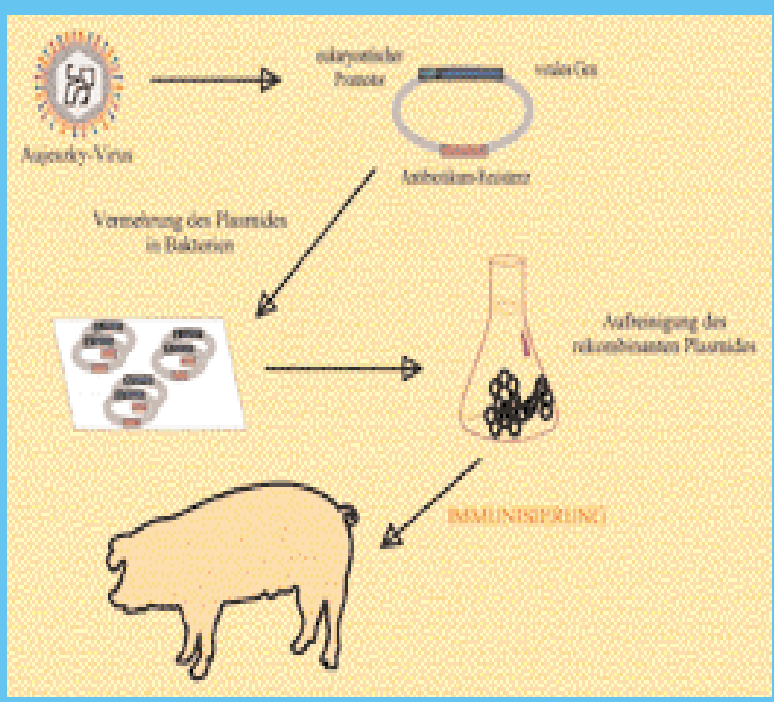 eukaryontischer
Promotor
virales Gen
Aujeszky-Virus
Antibiotikum-Resistenz
Vermehrung des Plasmides
in Bakterien
Aufreinigung des
rekombinanten Plasmides
IMMUNISIERUNG